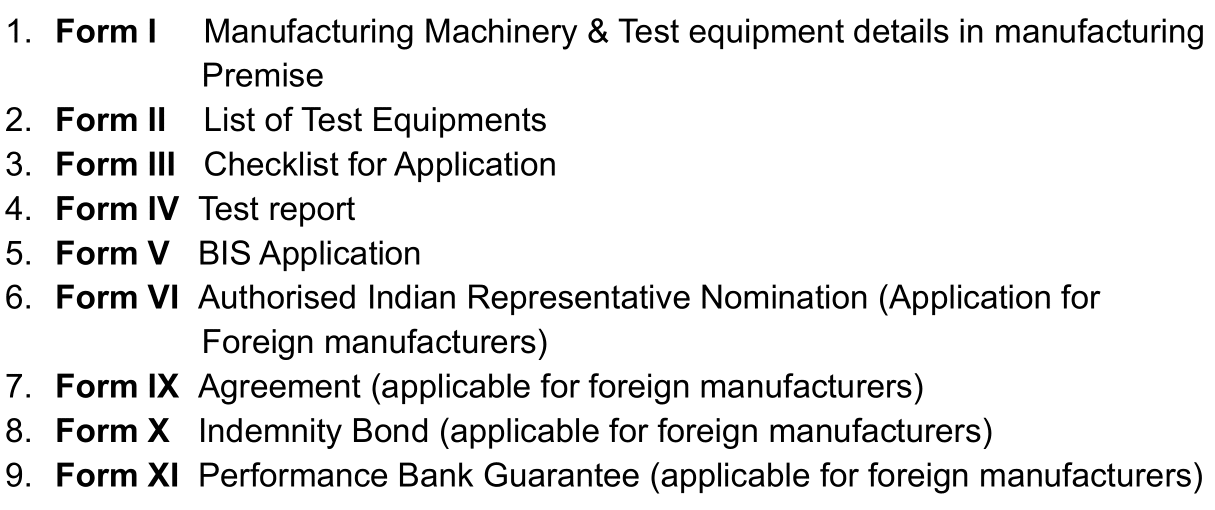 1. Form I Manufacturing Machinery & Test equipment details in manufacturing
Premise
2. Form II List of Test Equipments
3. Form III Checklist for Application
4. Form IV Test report
5. Form V BIS Application
6. Form VI Authorised Indian Representative Nomination (Application for
Foreign manufacturers)
7. Form IX Agreement (applicable for foreign manufacturers)
8. Form X Indemnity Bond (applicable for foreign manufacturers)
9. Form XI Performance Bank Guarantee (applicable for foreign manufacturers)